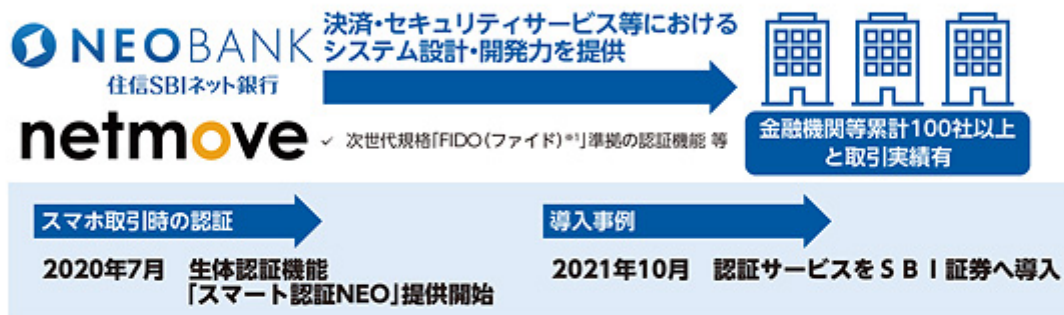 NEOBANK
住信SBIネット銀行
netmove
決済・セキュリティサービス等における
システム設計・開発力を提供
✓ 次世代規格「FIDO（ファイド）※1」準拠の認証機能 等
金融機関等累計100社以上
と取引実績有
スマホ取引時の認証
2020年7月 生体認証機能
「スマート認証NEO」提供開始
導入事例
2021年10月 認証サービスをＳＢＩ証券へ導入